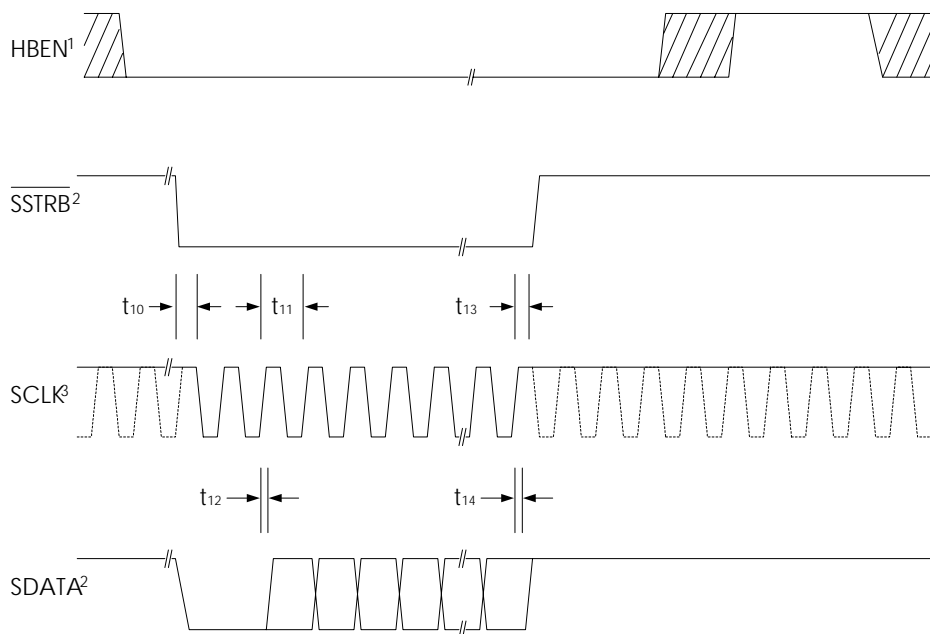 HBEN¹
SSTRB²
t₁₀
t₁₁
t₁₃
SCLK³
t₁₂
t₁₄
SDATA²